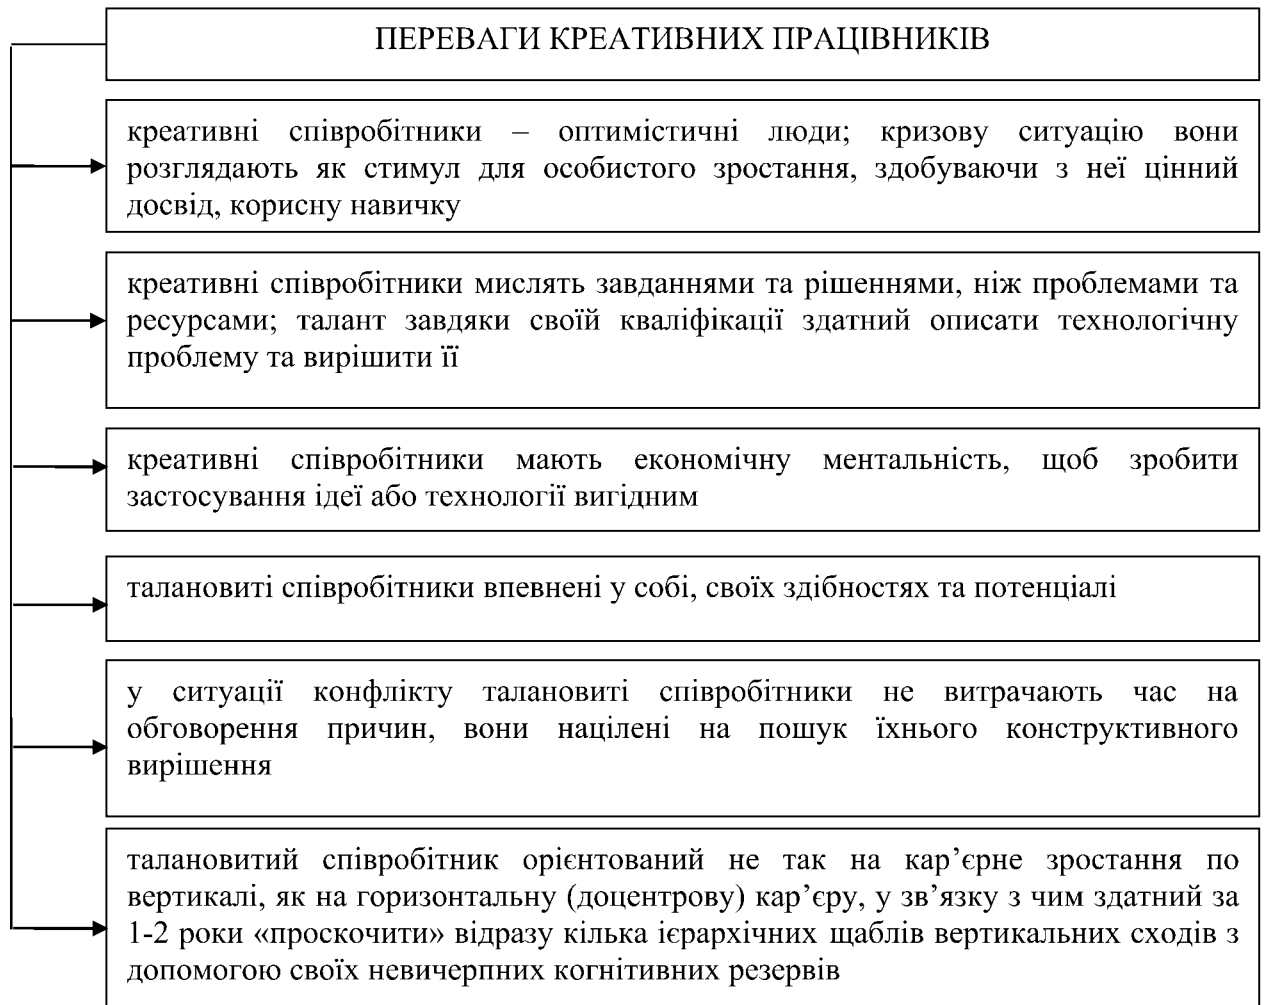 ПЕРЕВАГИ КРЕАТИВНИХ ПРАЦІВНИКІВ
креативні співробітники – оптимістичні люди; кризову ситуацію вони
розглядають як стимул для особистого зростання, здобуваючи з неї цінний
досвід, корисну навичку
креативні співробітники мислять завданнями та рішеннями, ніж проблемами та
ресурсами; талант завдяки своїй кваліфікації здатний описати технологічну
проблему та вирішити її
креативні співробітники мають економічну ментальність, щоб зробити
застосування ідеї або технології вигідним
талановиті співробітники впевнені у собі, своїх здібностях та потенціалі
у ситуації конфлікту талановиті співробітники не витрачають час на
обговорення причин, вони націлені на пошук їхнього конструктивного
вирішення
талановитий співробітник орієнтований не так на кар’єрне зростання по
вертикалі, як на горизонтальну (доцентрову) кар’єру, у зв’язку з чим здатний за
1-2 роки «проскочити» відразу кілька ієрархічних щаблів вертикальних сходів з
допомогою своїх невичерпних когнітивних резервів